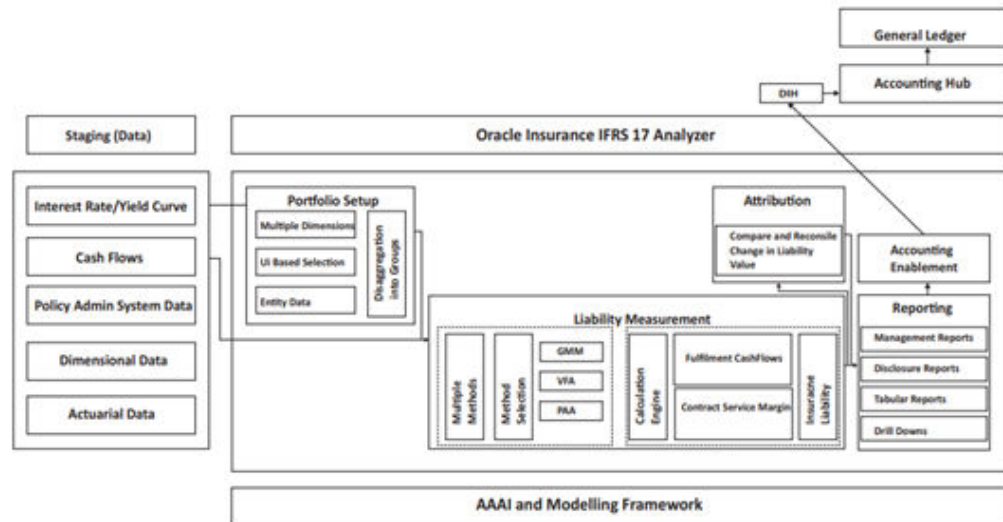 General Ledger
Accounting Hub
DIH
Staging (Data)
Oracle Insurance IFRS 17 Analyzer
Interest Rate/Yield Curve
Cash Flows
Policy Admin System Data
Dimensional Data
Actuarial Data
Portfolio Setup
Multiple Dimensions
UI Based Selection
Entity Data
Disaggregation
into Groups
Liability Measurement
Multiple
Methods
Method
Selection
GMM
VFA
PAA
Calculation
Engine
Fulfilment CashFlows
Contract Service Margin
Insuracne
Liability
Attribution
Compare and Reconcile
Change in Liability
Value
Accounting
Enablement
Reporting
Management Reports
Disclosure Reports
Tabular Reports
Drill Downs
AAAI and Modelling Framework